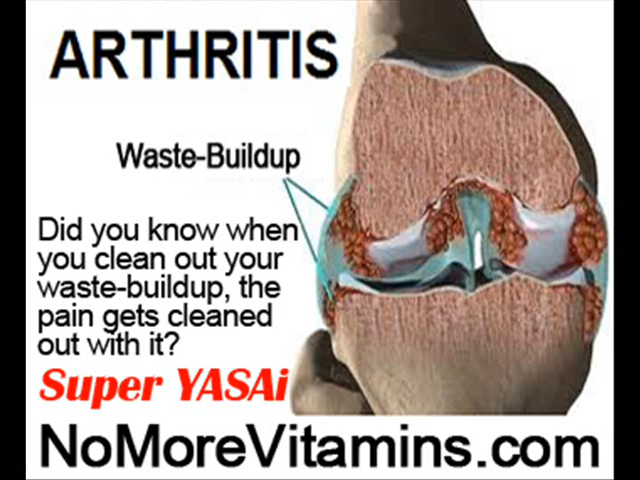 ARTHRITIS
Waste-Buildup
Did you know when
you clean out your
waste-buildup, the
pain gets cleaned
out with it?
Super YASAi
NoMoreVitamins.com